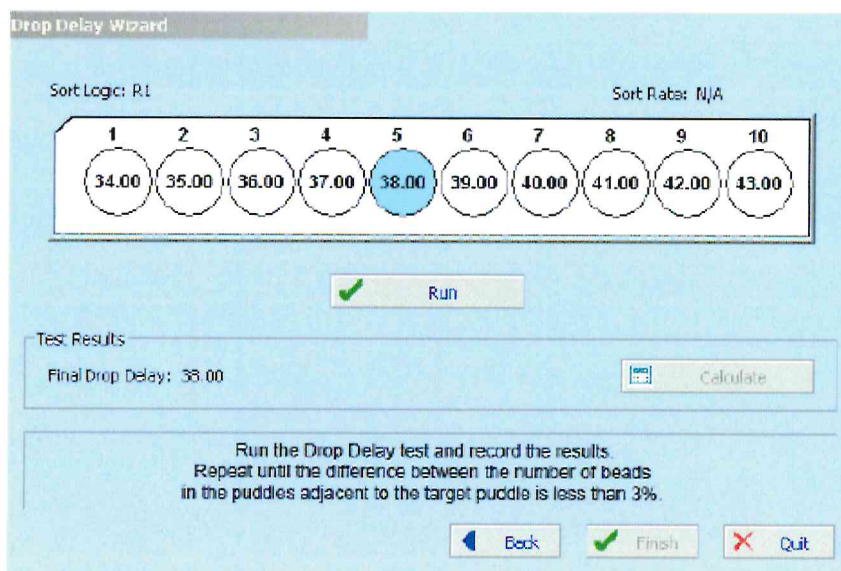 Drop Delay Wizard
Sort Logic: R1 Sort Rate: N/A
1 2 3 4 5 6 7 8 9 10
34.00 35.00 36.00 37.00 38.00 39.00 40.00 41.00 42.00 43.00
Run
Test Results
Final Drop Delay: 38.00 Calculate
Run the Drop Delay test and record the results.
Repeat until the difference between the number of beads
in the puddles adjacent to the target puddle is less than 3%.
Back Finish Quit